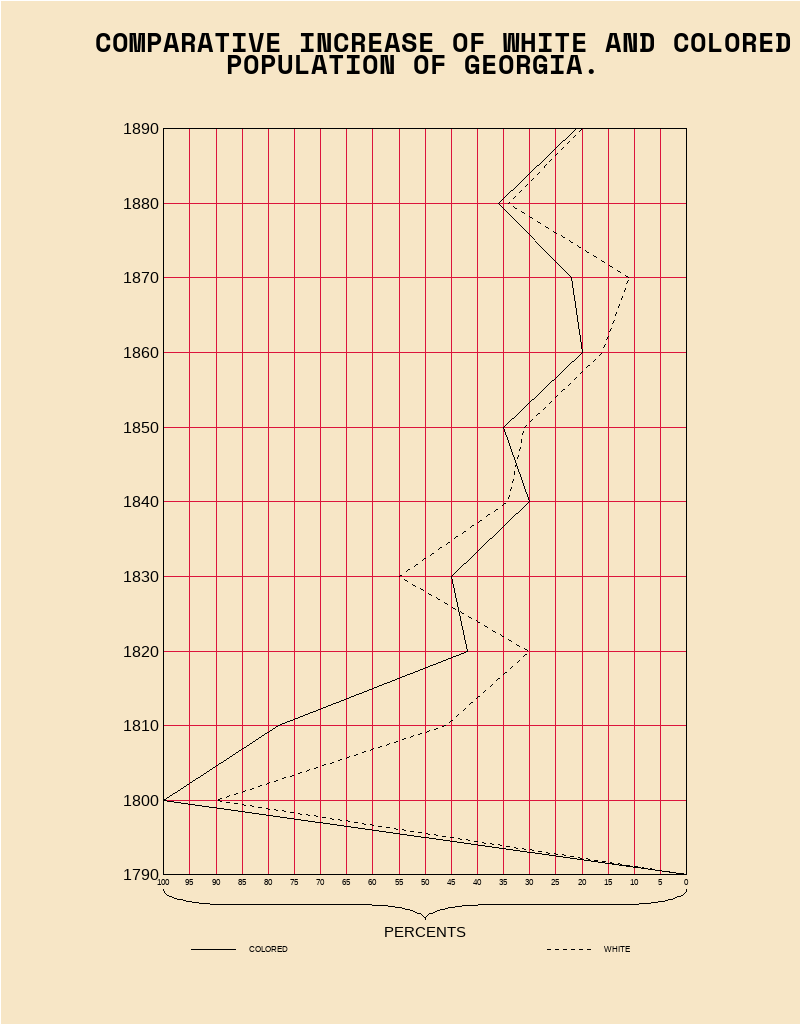 COMPARATIVE INCREASE OF WHITE AND COLORED
POPULATION OF GEORGIA.
1890
1880
1870
1860
1850
1840
1830
1820
1810
1800
1790
100 95 90 85 80 75 70 65 60 55 50 45 40 35 30 25 20 15 10 5 0
PERCENTS
COLORED WHITE